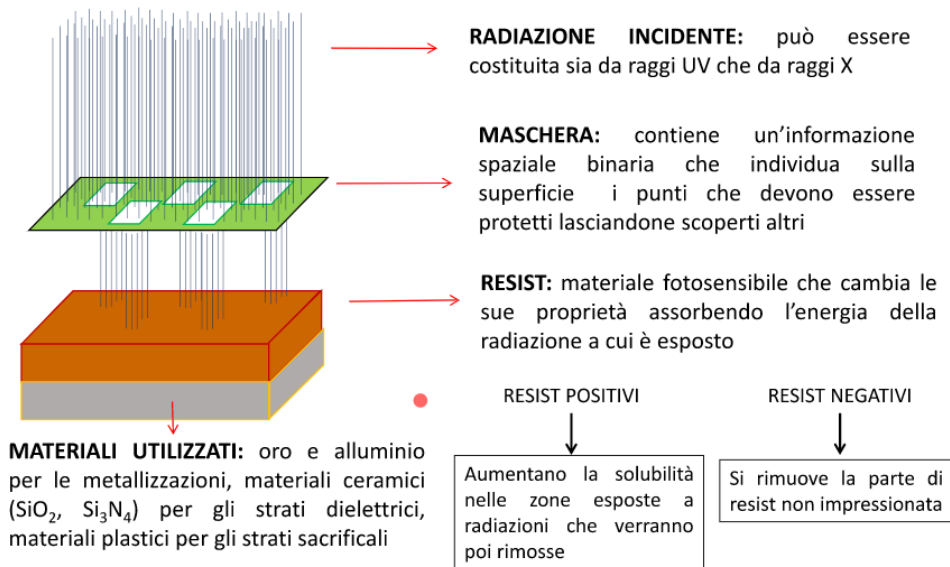 RADIAZIONE INCIDENTE: può essere
costituita sia da raggi UV che da raggi X
MASCHERA: contiene un'informazione
spaziale binaria che individua sulla
superficie i punti che devono essere
protetti lasciandone scoperti altri
RESIST: materiale fotosensibile che cambia le
sue proprietà assorbendo l'energia della
radiazione a cui è esposto
MATERIALI UTILIZZATI: oro e alluminio
per le metallizzazioni, materiali ceramici
(SiO₂, Si₃N₄) per gli strati dielettrici,
materiali plastici per gli strati sacrificali
RESIST POSITIVI
Aumentano la solubilità
nelle zone esposte a
radiazioni che verranno
poi rimosse
RESIST NEGATIVI
Si rimuove la parte di
resist non impressionata